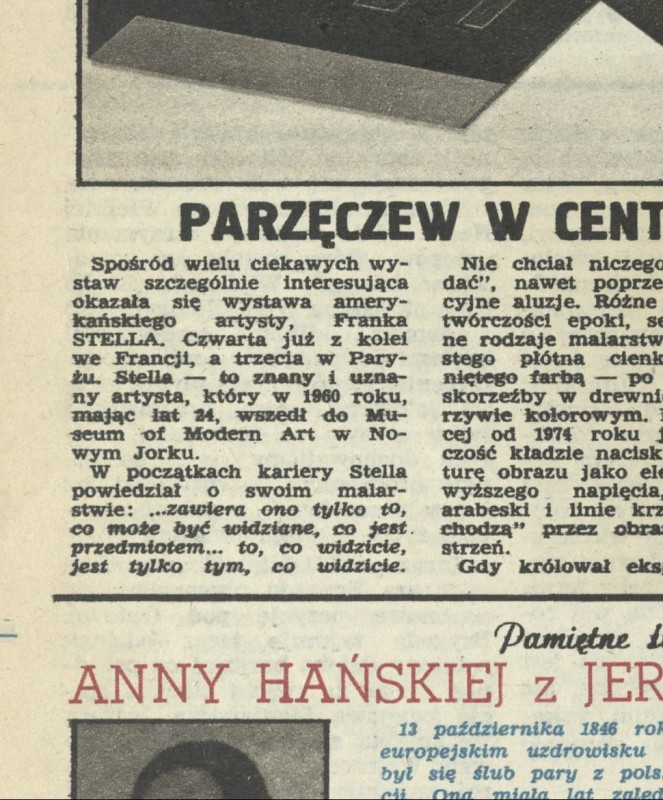 PARZĘCZEW W CENT
Spośród wielu ciekawych wy-
staw szczególnie interesująca
okazała się wystawa amery-
kańskiego artysty, Franka
STELLA. Czwarta już z kolei
we Francji, a trzecia w Pary-
żu. Stella — to znany i uzna-
ny artysta, który w 1960 roku,
mając lat 24, wszedł do Mu-
seum of Modern Art w No-
wym Jorku.
W początkach kariery Stella
powiedział o swoim malar-
stwie: ...zawiera ono tylko to,
co może być widziane, co jest
przedmiotem... to, co widzicie,
jest tylko tym, co widzicie.
Nie chciał niczego
dać”, nawet poprze
cyjne aluzje. Różne
twórczości epoki, se
ne rodzaje malarstw
stego płótna cienk
niętego farbą — po
skorzeźby w drewni
rzywie kolorowym.
cej od 1974 roku j
czość kładzie nacisk
turę obrazu jako ele
wyższego napięcia,
arabeski i linie krz
chodzą” przez obra
strzeń.
Gdy królował eks
Pamiętne
ANNY HAŃSKIEJ z JER
13 października 1846 rok
europejskim uzdrowisku
był się ślub pary z pols
cji. Ona miała lat zaled